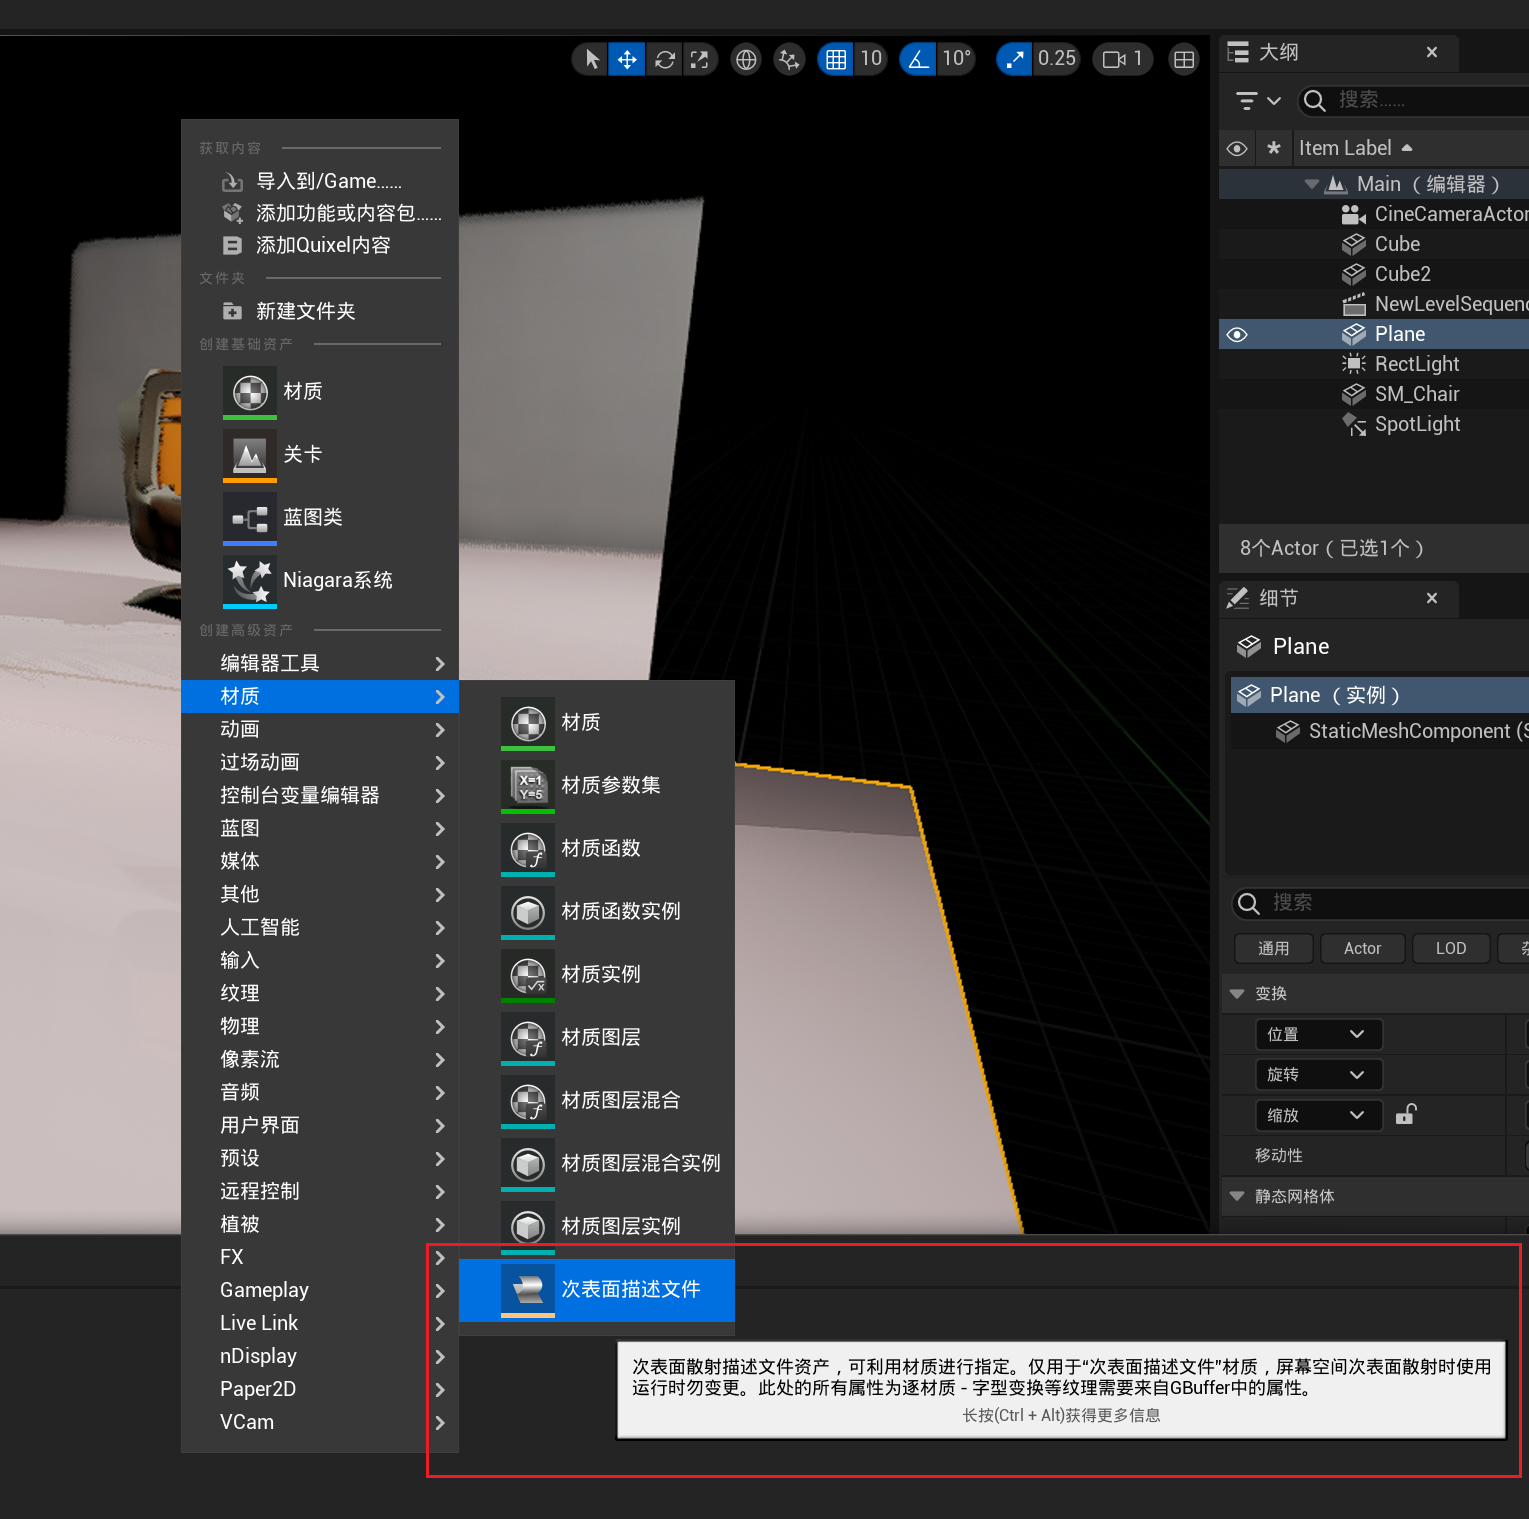 10
10°
0.25
1
大纲
搜索......
Item Label
Main （编辑器）
CineCameraActor
Cube
Cube2
NewLevelSequenc
Plane
RectLight
SM_Chair
SpotLight
8个Actor（已选1个）
获取内容
导入到/Game......
添加功能或内容包......
添加Quixel内容
文件夹
新建文件夹
创建基础资产
材质
关卡
蓝图类
Niagara系统
创建高级资产
编辑器工具
材质
动画
过场动画
控制台变量编辑器
蓝图
媒体
其他
人工智能
输入
纹理
物理
像素流
音频
用户界面
预设
远程控制
植被
FX
Gameplay
Live Link
nDisplay
Paper2D
VCam
材质
X=1
Y=5
材质参数集
材质函数
材质函数实例
材质实例
材质图层
材质图层混合
材质图层混合实例
材质图层实例
次表面描述文件
次表面散射描述文件资产，可利用材质进行指定。仅用于“次表面描述文件”材质，屏幕空间次表面散射时使用
运行时勿变更。此处的所有属性为逐材质 - 字型变换等纹理需要来自GBuffer中的属性。
长按(Ctrl + Alt)获得更多信息
细节
Plane
Plane （实例）
StaticMeshComponent (S
搜索
通用
Actor
LOD
变换
位置
旋转
缩放
移动性
静态网格体